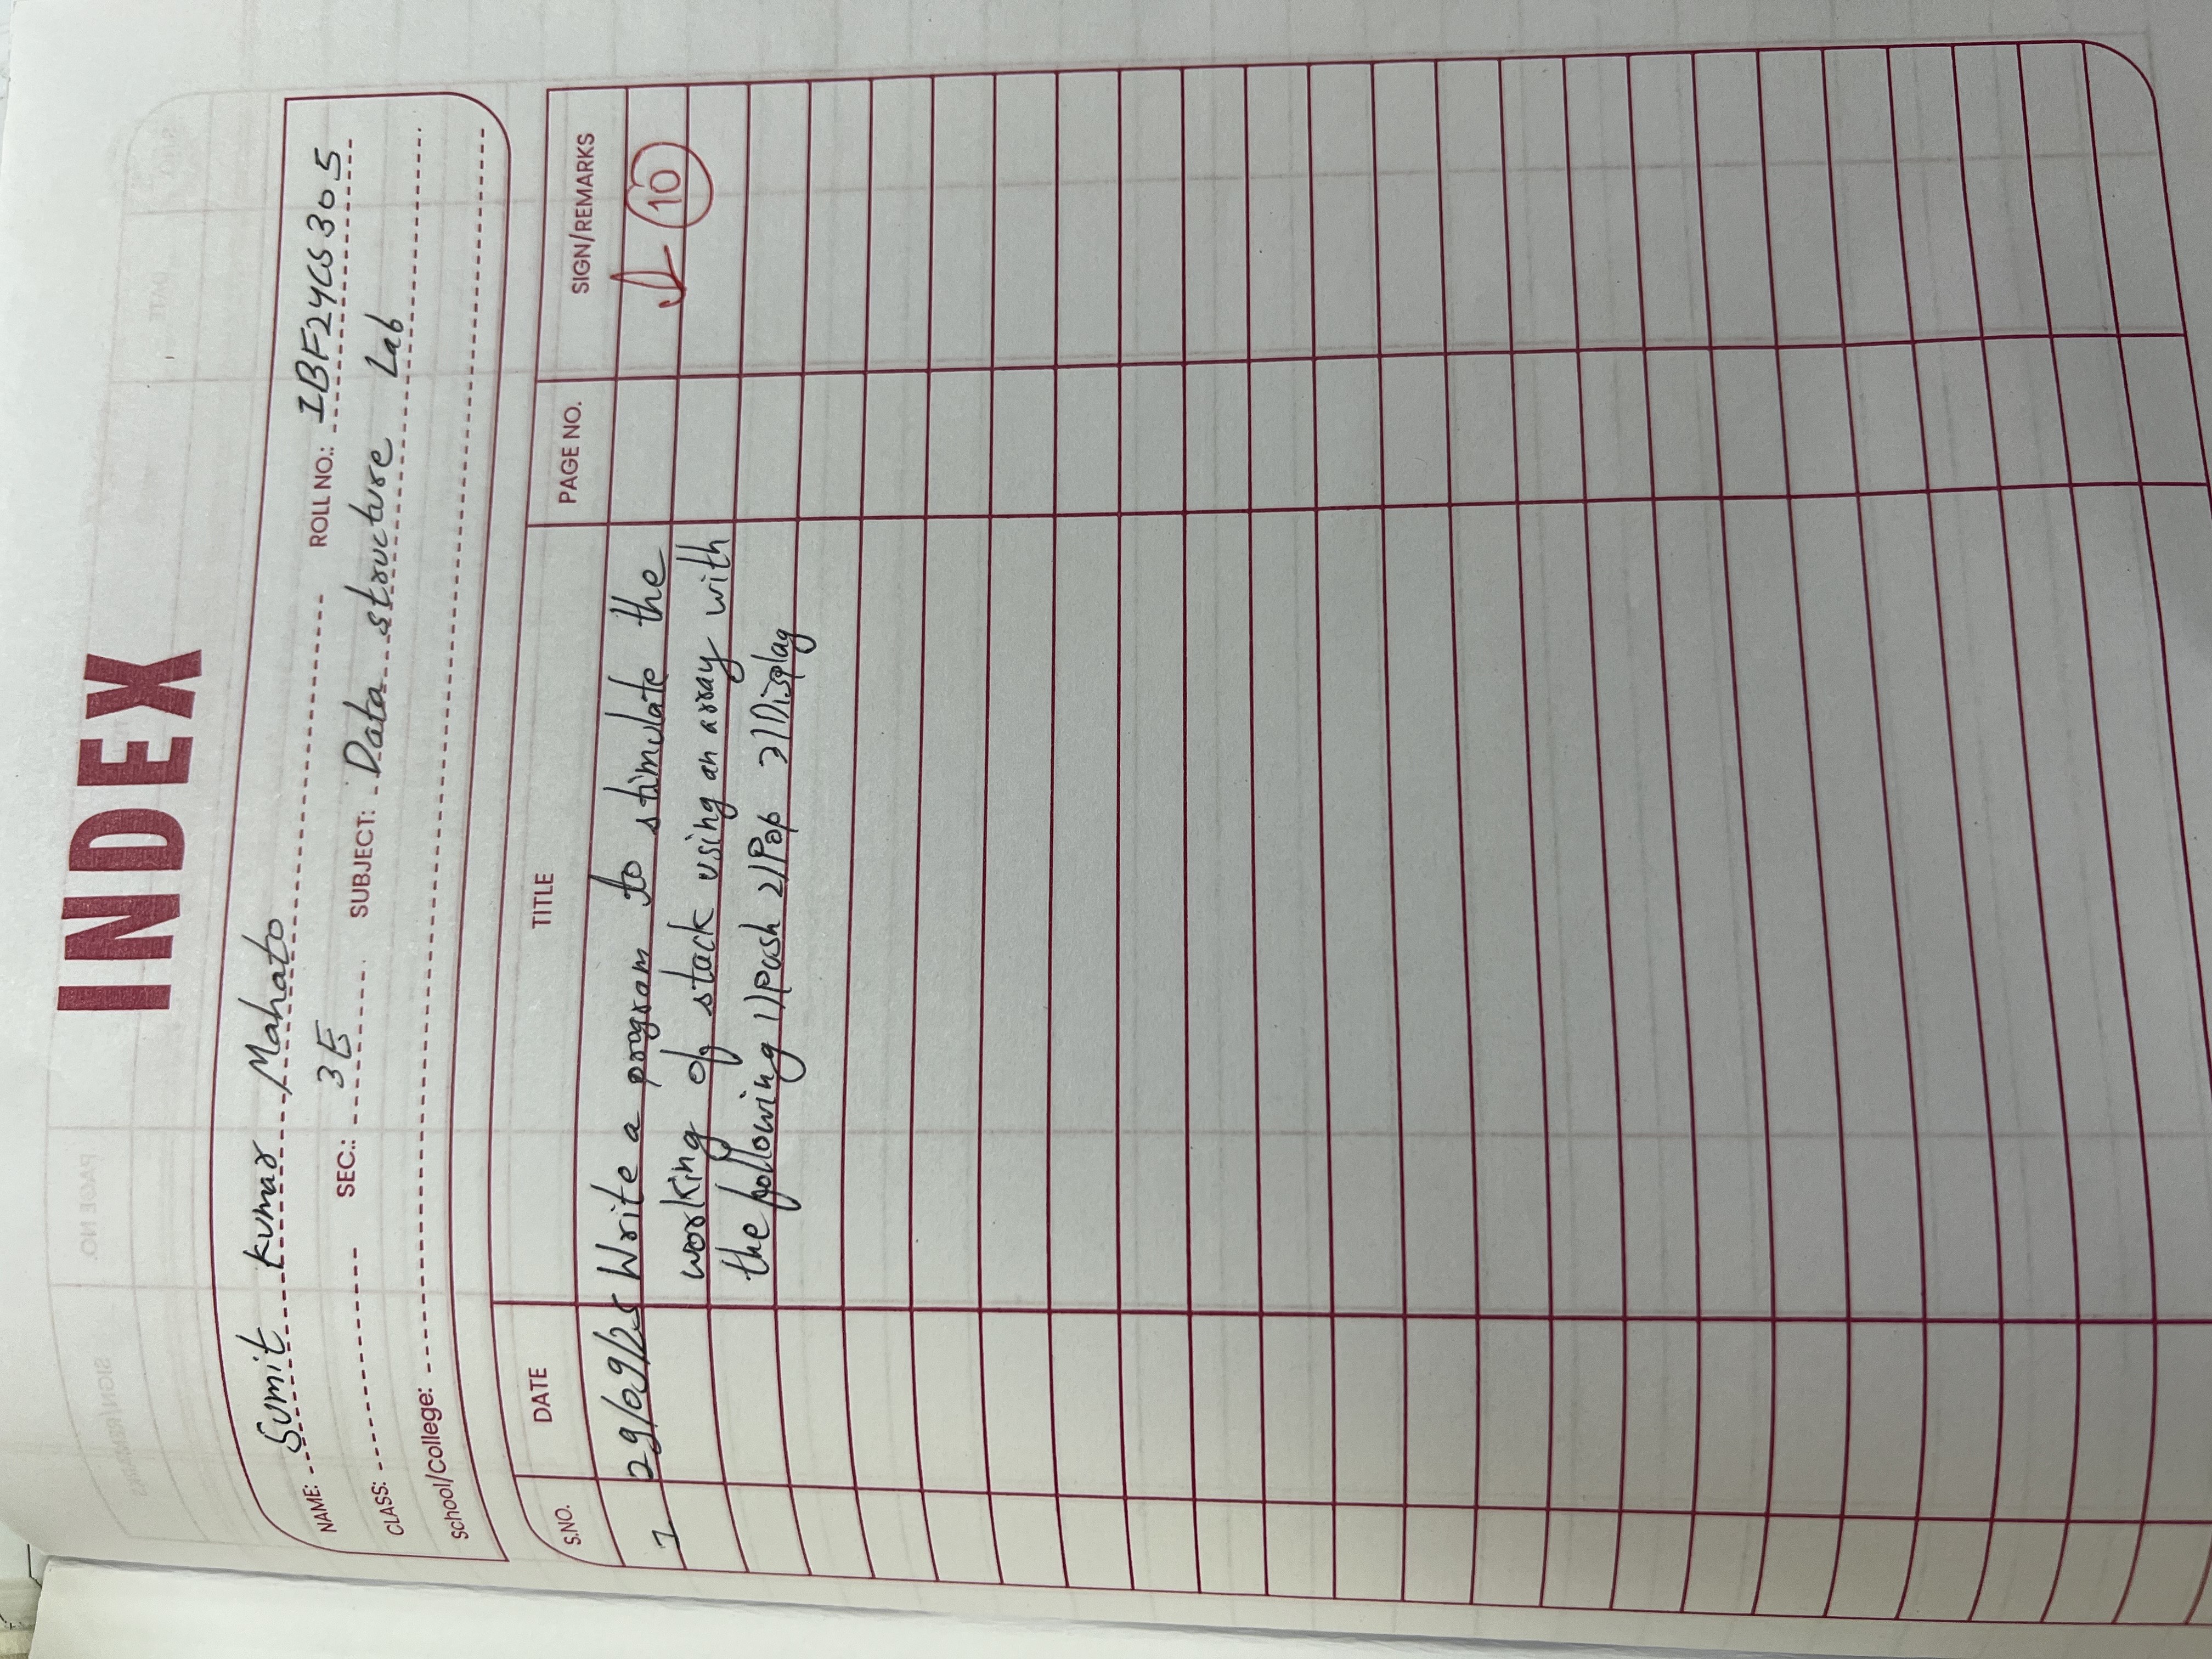 INDEX
NAME: Sumit Kumar Mahato
ROLL NO.: 1BF24CS305
CLASS:
SEC.: 3E
SUBJECT: Data structure Lab
School/College:
S.NO. DATE TITLE PAGE NO. SIGN/REMARKS
1 29/09/25 Write a program to stimulate the
10
working of stack using an array with
the following 1) Push 2) Pop 3) Display